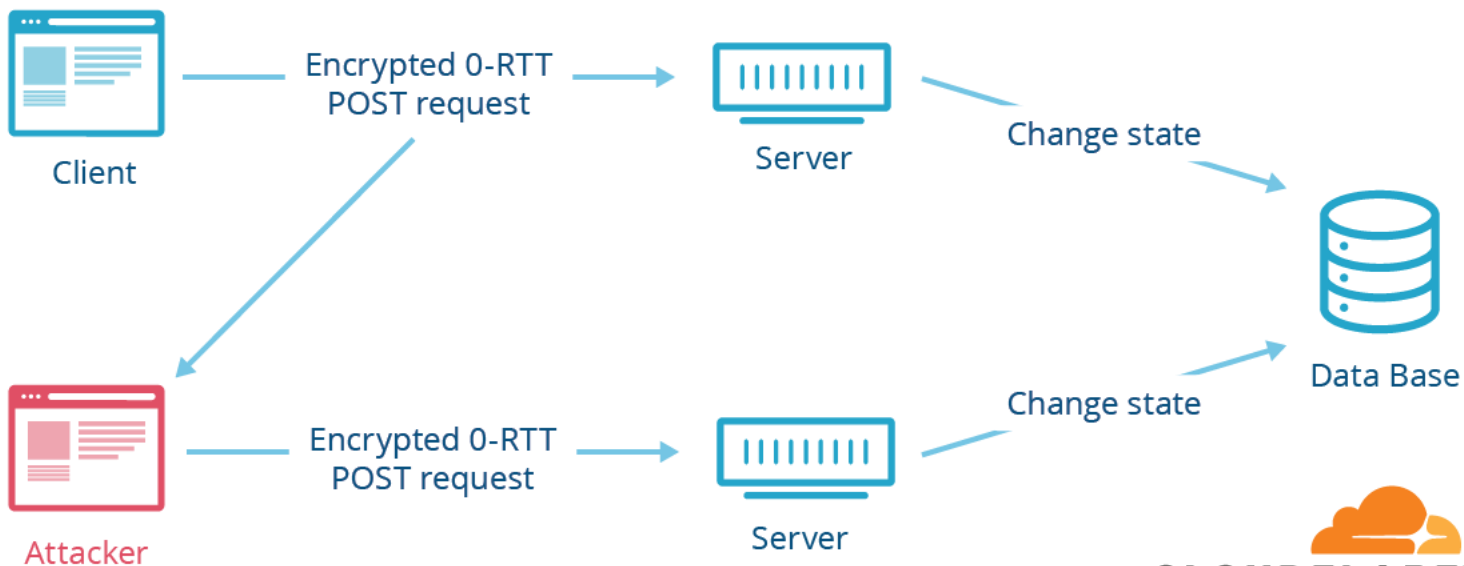 Encrypted 0-RTT
POST request
Client
Server
Change state
Data Base
Encrypted 0-RTT
POST request
Attacker
Server
Change state